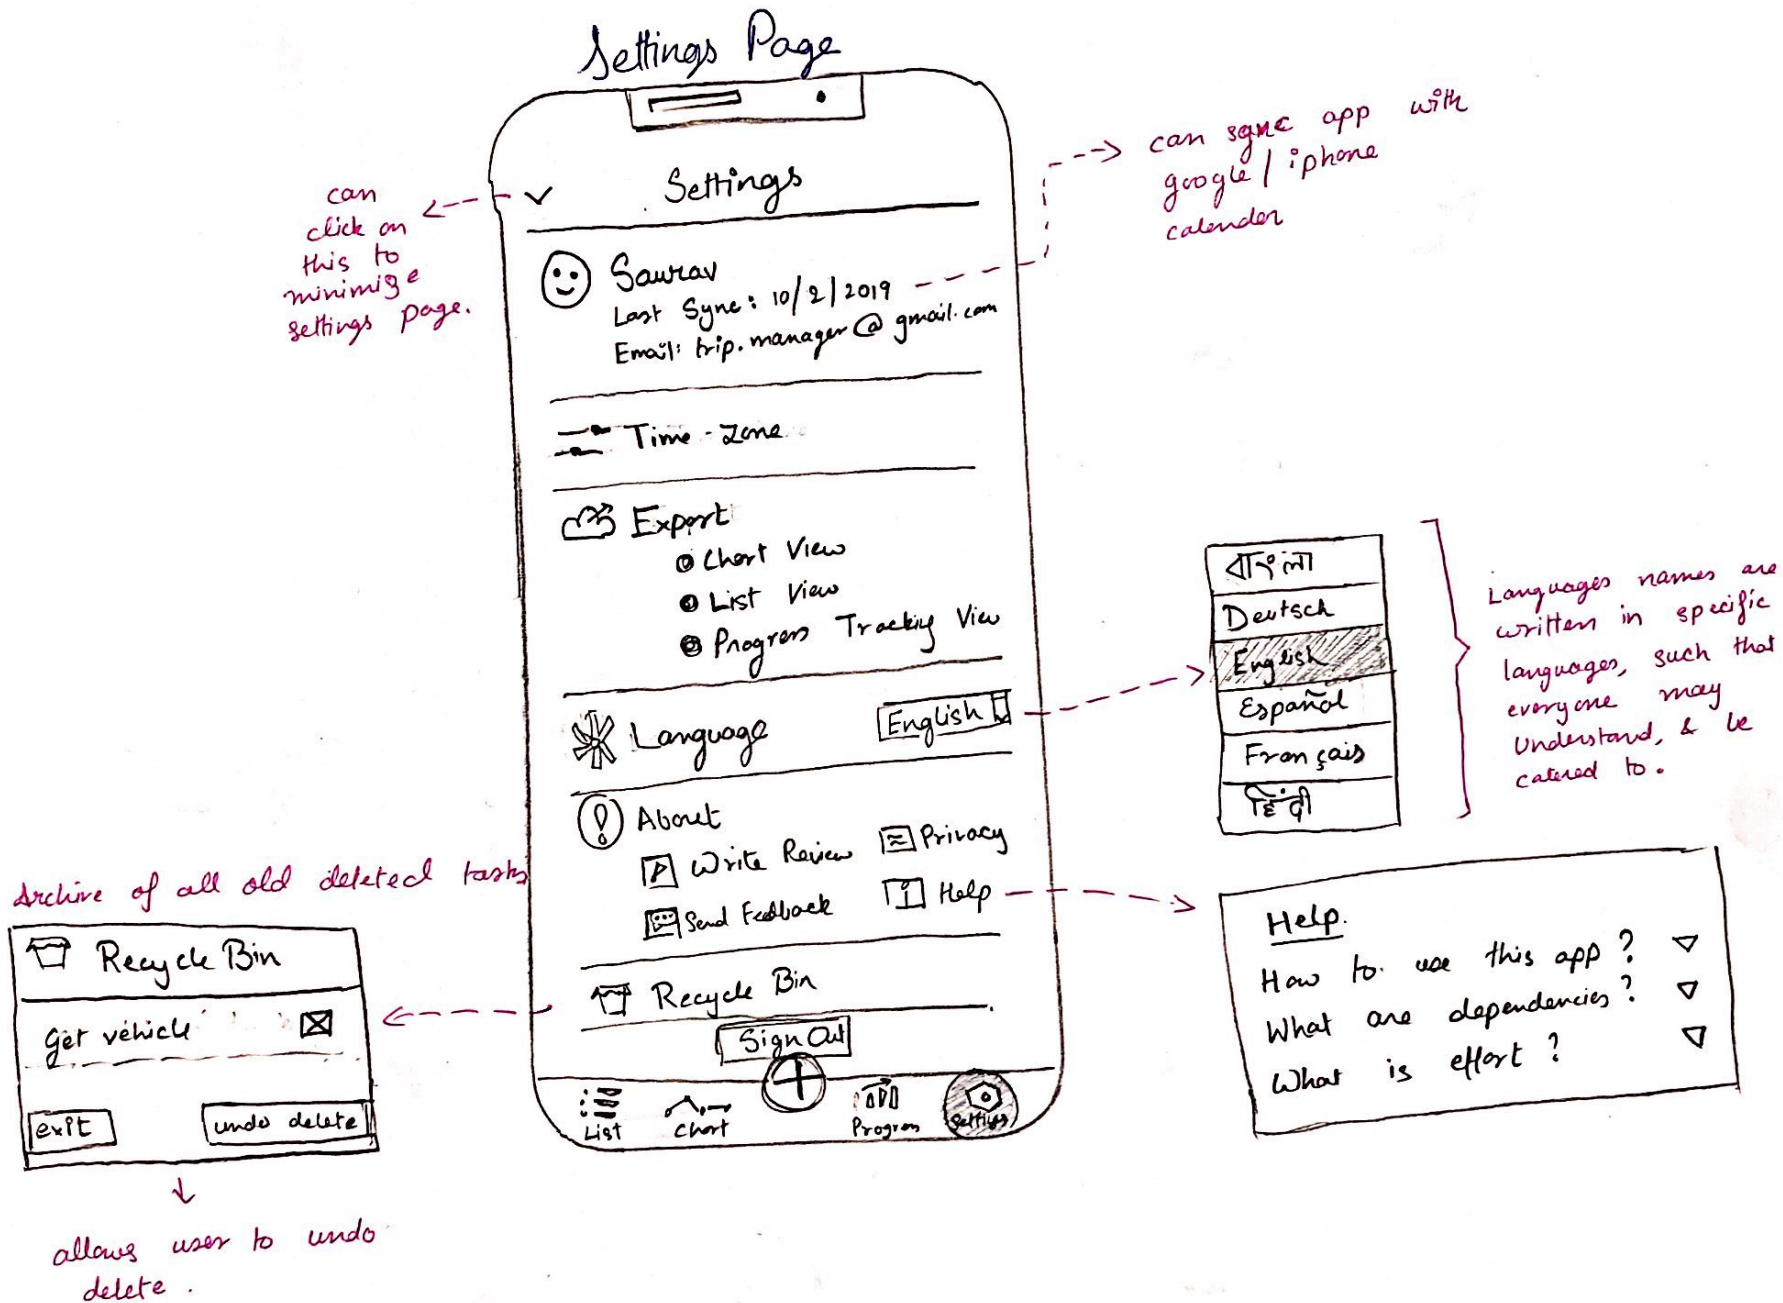 Settings Page
Settings
can
click on
this to
minimize
settings page.
can sync app with
google / iphone
calender
Saurav
Last Sync: 10/2/2019
Email: trip.manager@gmail.com
Time-Zone
Export
Chart View
List View
Progress Tracking View
Language
English
বাংলা
Deutsch
English
Español
Français
हिंदी
Languages names are
written in specific
languages, such that
everyone may
Understand, & be
catered to.
About
Write Review
Privacy
Send Feedback
Help
Recycle Bin
Sign Out
List
Chart
Progress
Settings
Archive of all old deleted tasks
Recycle Bin
Get vehicle
exit
undo delete
allows user to undo
delete.
Help.
How to use this app?
What are dependencies?
What is effort?